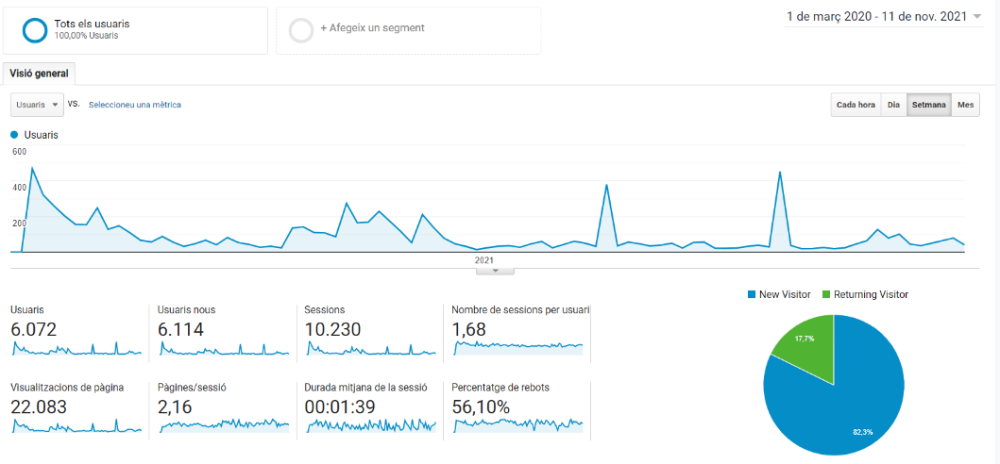 Tots els usuaris
100,00% Usuaris
+ Afegeix un segment
1 de març 2020 - 11 de nov. 2021
Visió general
Usuaris VS. Seleccioneu una mètrica
Cada hora Dia Setmana Mes
Usuaris
600
400
200
2021
New Visitor Returning Visitor
Usuaris
6.072
Usuaris nous
6.114
Sessions
10.230
Nombre de sessions per usuari
1,68
Visualitzacions de pàgina
22.083
Pàgines/sessió
2,16
Durada mitjana de la sessió
00:01:39
Percentatge de rebots
56,10%
17,7%
82,3%